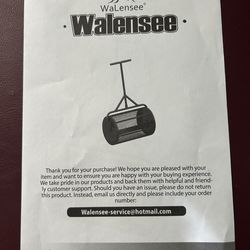 WaLensee®
· Walensee ·
Thank you for your purchase! We hope you are pleased with your
item and want to ensure you are happy with your buying experience.
We take pride in our products and back them with helpful and friend-
ly customer support. Should you have an issue, please do not return
this product. Instead, email us directly and please include your order
number:
Walensee-service@hotmail.com